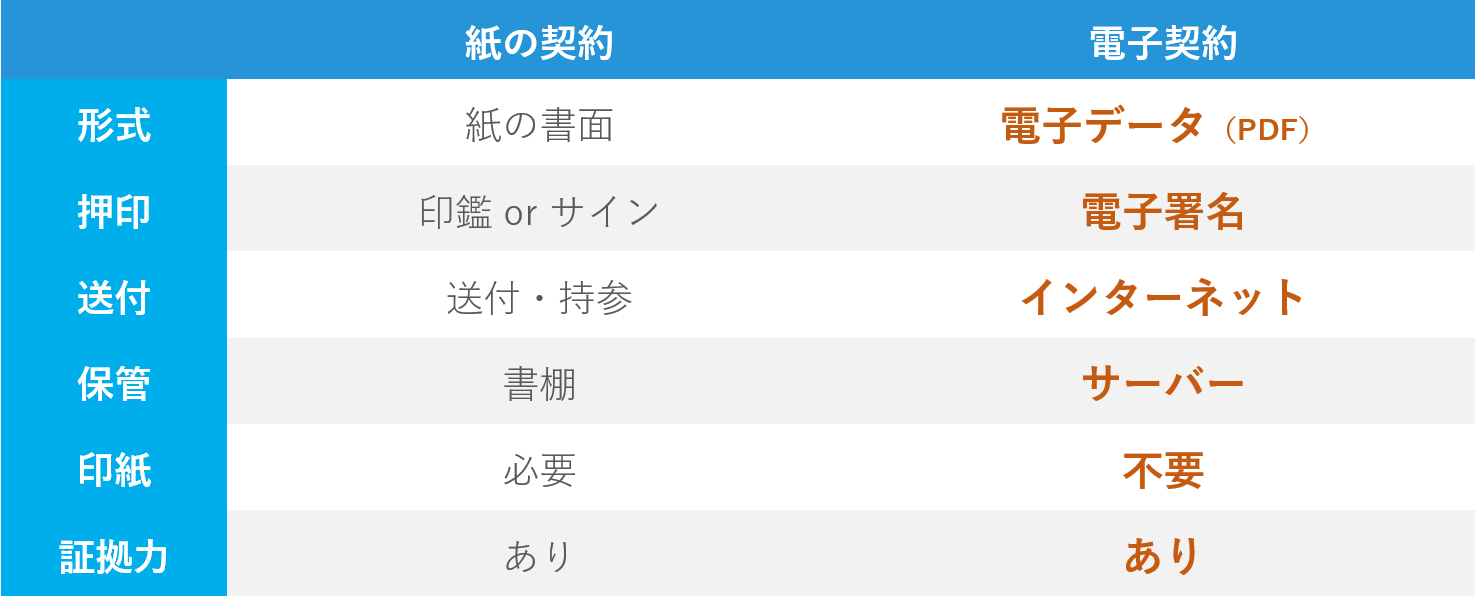 紙の契約 電子契約
形式 紙の書面 電子データ（PDF）
押印 印鑑 or サイン 電子署名
送付 送付・持参 インターネット
保管 書棚 サーバー
印紙 必要 不要
証拠力 あり あり